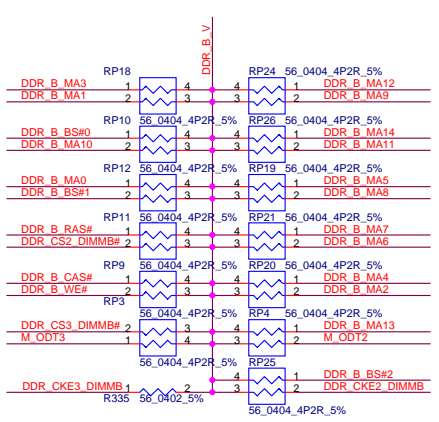 DDR_B_V
RP18
RP24 56_0404_4P2R_5%
DDR_B_MA3 1 4 4 1 DDR_B_MA12
DDR_B_MA1 2 3 3 2 DDR_B_MA9
RP10 56_0404_4P2R_5% RP26 56_0404_4P2R_5%
DDR_B_BS#0 1 4 4 1 DDR_B_MA14
DDR_B_MA10 2 3 3 2 DDR_B_MA11
RP12 56_0404_4P2R_5% RP19 56_0404_4P2R_5%
DDR_B_MA0 1 4 4 1 DDR_B_MA5
DDR_B_BS#1 2 3 3 2 DDR_B_MA8
RP11 56_0404_4P2R_5% RP21 56_0404_4P2R_5%
DDR_B_RAS# 1 4 4 1 DDR_B_MA7
DDR_CS2_DIMMB# 2 3 3 2 DDR_B_MA6
RP9 56_0404_4P2R_5% RP20 56_0404_4P2R_5%
DDR_B_CAS# 1 4 4 1 DDR_B_MA4
DDR_B_WE# 2 3 3 2 DDR_B_MA2
RP3 56_0404_4P2R_5% RP4 56_0404_4P2R_5%
DDR_CS3_DIMMB# 2 3 4 1 DDR_B_MA13
M_ODT3 1 4 3 2 M_ODT2
56_0404_4P2R_5% RP25
4 1 DDR_B_BS#2
DDR_CKE3_DIMMB 1 2 3 2 DDR_CKE2_DIMMB
R335 56_0402_5%
56_0404_4P2R_5%